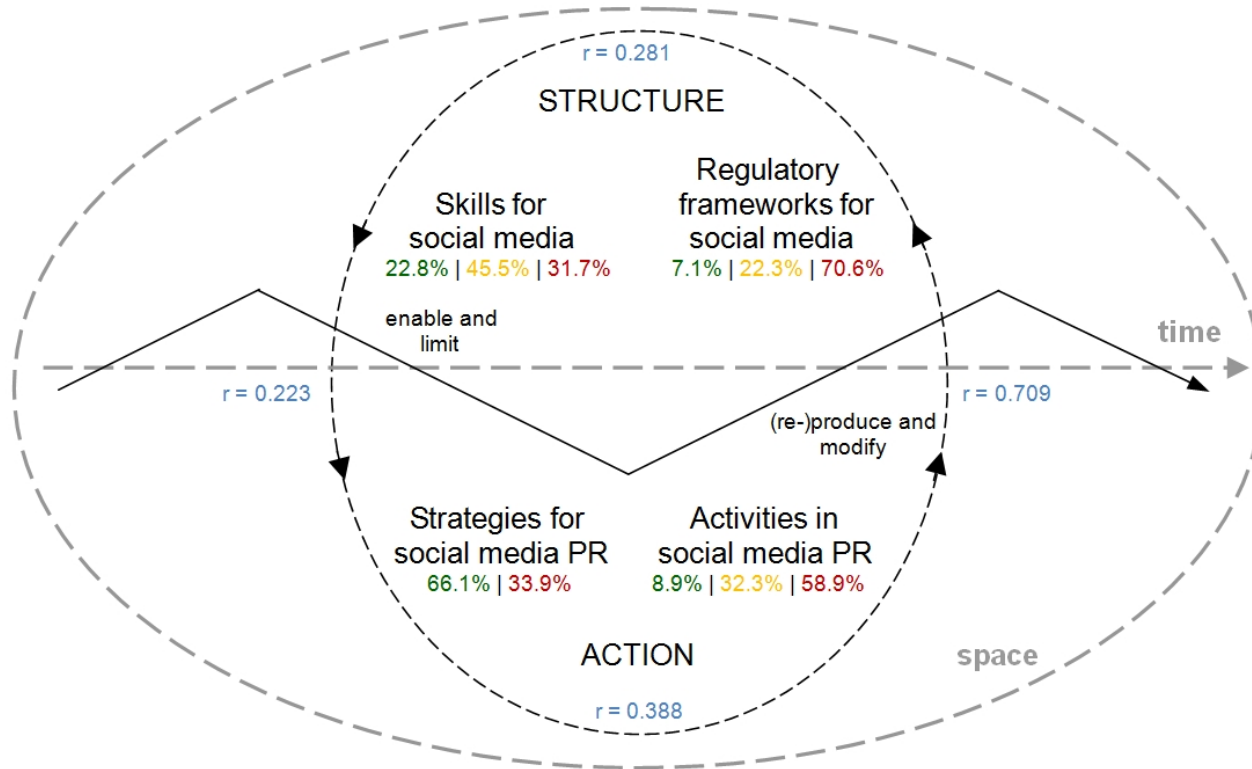 r = 0.281
STRUCTURE
Skills for
social media
22.8% | 45.5% | 31.7%
Regulatory
frameworks for
social media
7.1% | 22.3% | 70.6%
enable and
limit
time
r = 0.223
r = 0.709
(re-)produce and
modify
Strategies for
social media PR
66.1% | 33.9%
Activities in
social media PR
8.9% | 32.3% | 58.9%
ACTION
space
r = 0.388